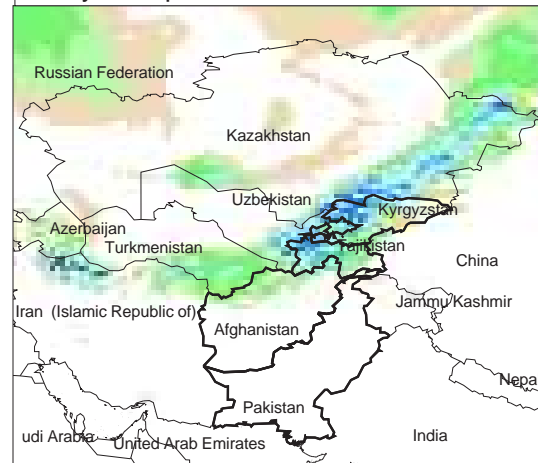 Russian Federation
Kazakhstan
Uzbekistan
Kyrgyzstan
Azerbaijan
Turkmenistan
Tajikistan
China
Iran (Islamic Republic of)
Jammu Kashmir
Afghanistan
Nepa
Pakistan
udi Arabia
United Arab Emirates
India